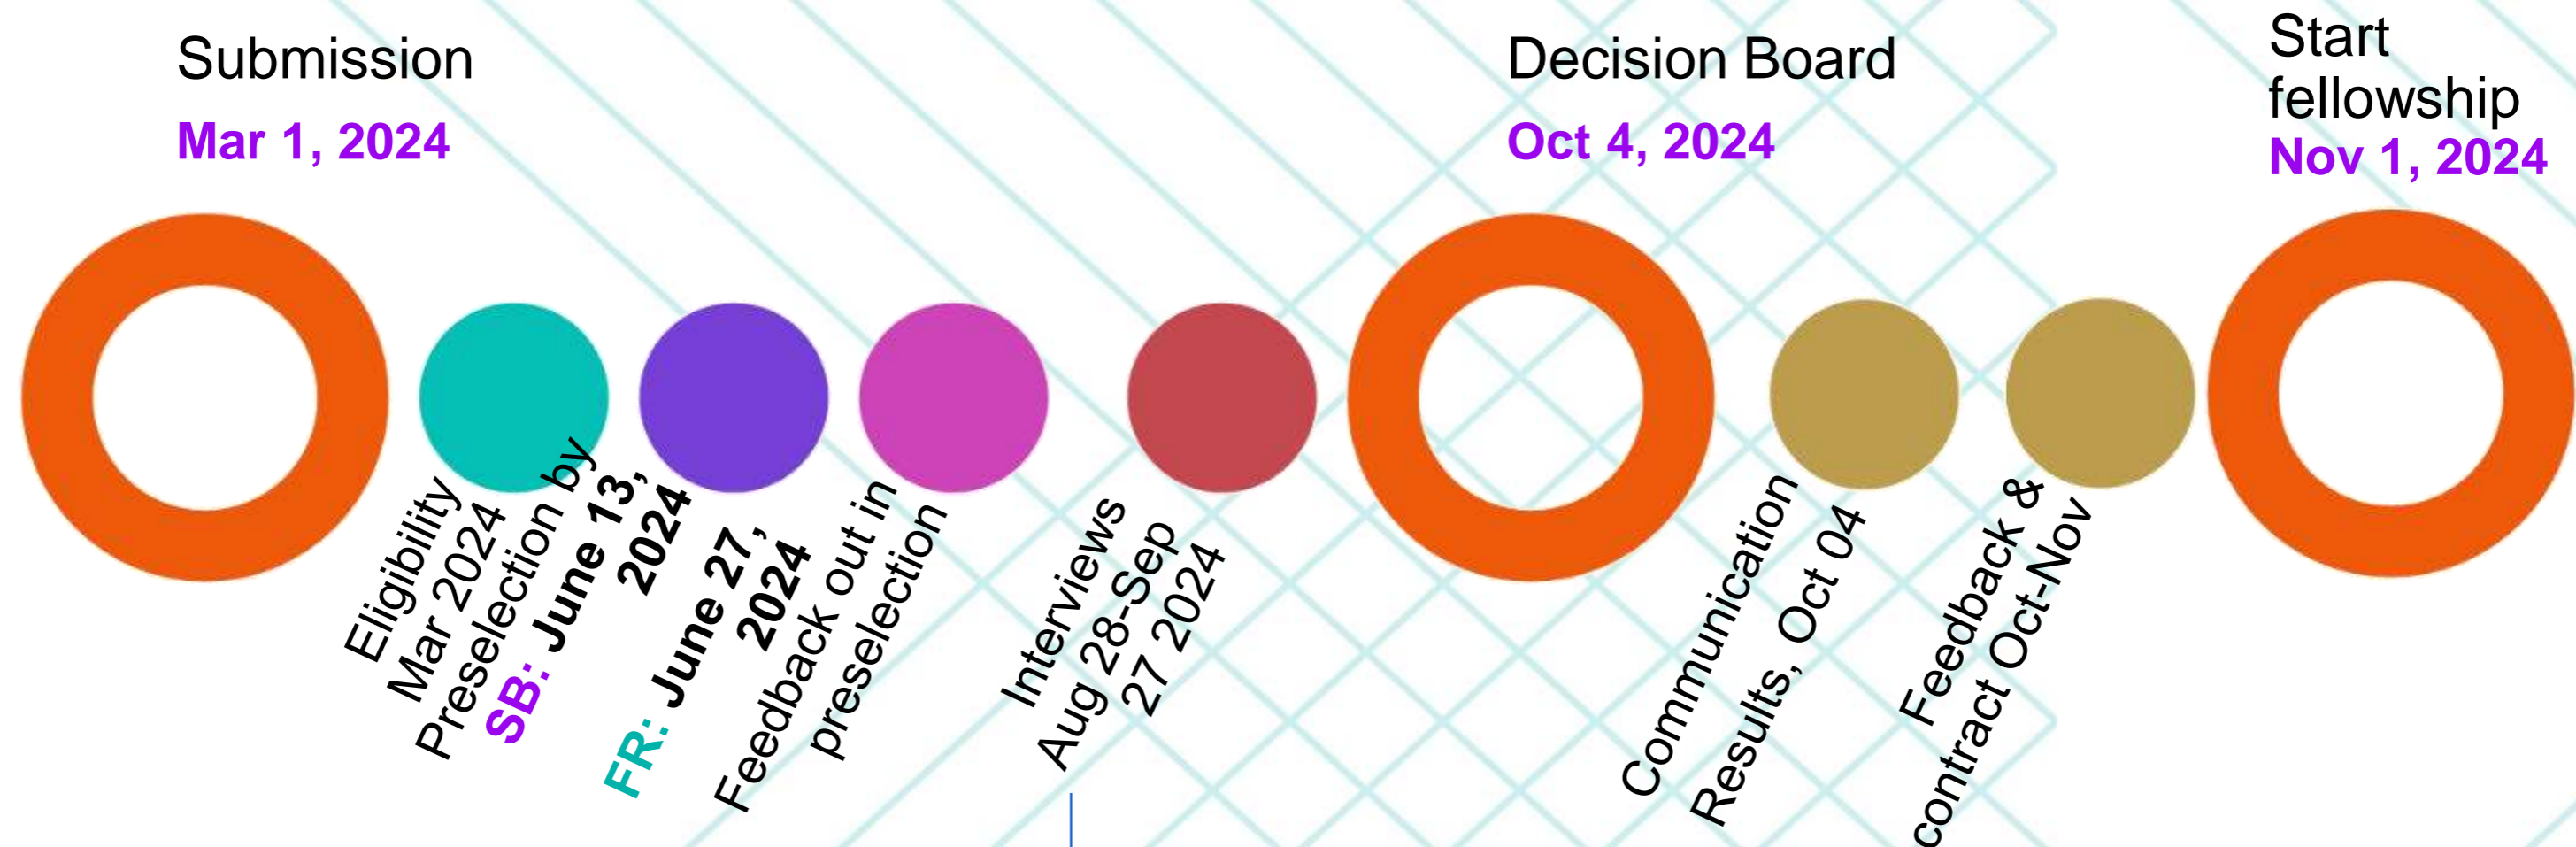 Submission
Mar 1, 2024
Decision Board
Oct 4, 2024
Start
fellowship
Nov 1, 2024
Eligibility
Mar 2024
Preselection by
SB: June 13,
2024
FR: June 27,
2024
Feedback out in
preselection
Interviews
Aug 28-Sep
27 2024
Communication
Results, Oct 04
Feedback &
contract Oct-Nov